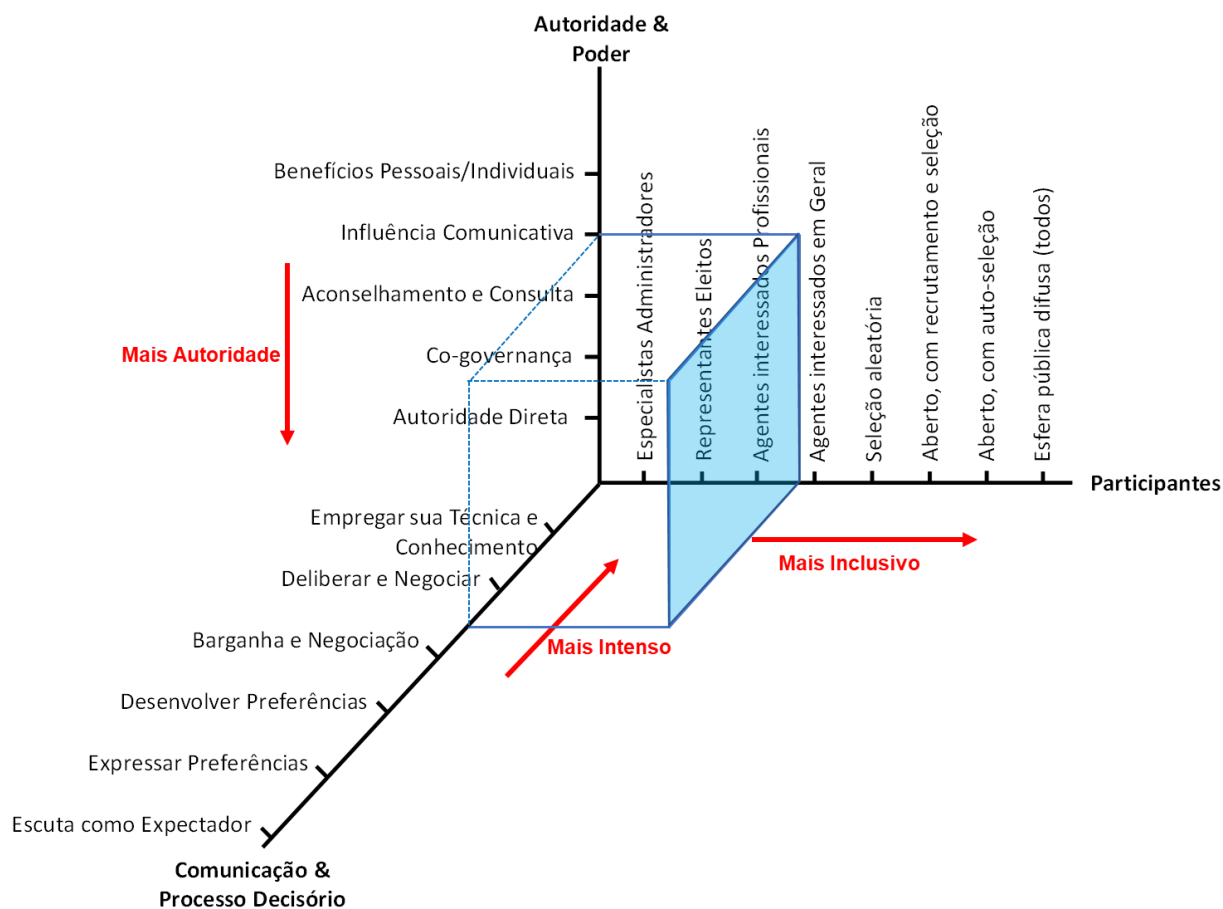 Autoridade &
Poder
Benefícios Pessoais/Individuais
Influência Comunicativa
Aconselhamento e Consulta
Co-governança
Autoridade Direta
Mais Autoridade
Especialistas Administradores
Representantes Eleitos
Agentes interessados Profissionais
Agentes interessados em Geral
Seleção aleatória
Aberto, com recrutamento e seleção
Aberto, com auto-seleção
Esfera pública difusa (todos)
Participantes
Mais Inclusivo
Empregar sua Técnica e
Conhecimento
Deliberar e Negociar
Barganha e Negociação
Desenvolver Preferências
Expressar Preferências
Escuta como Expectador
Mais Intenso
Comunicação &
Processo Decisório